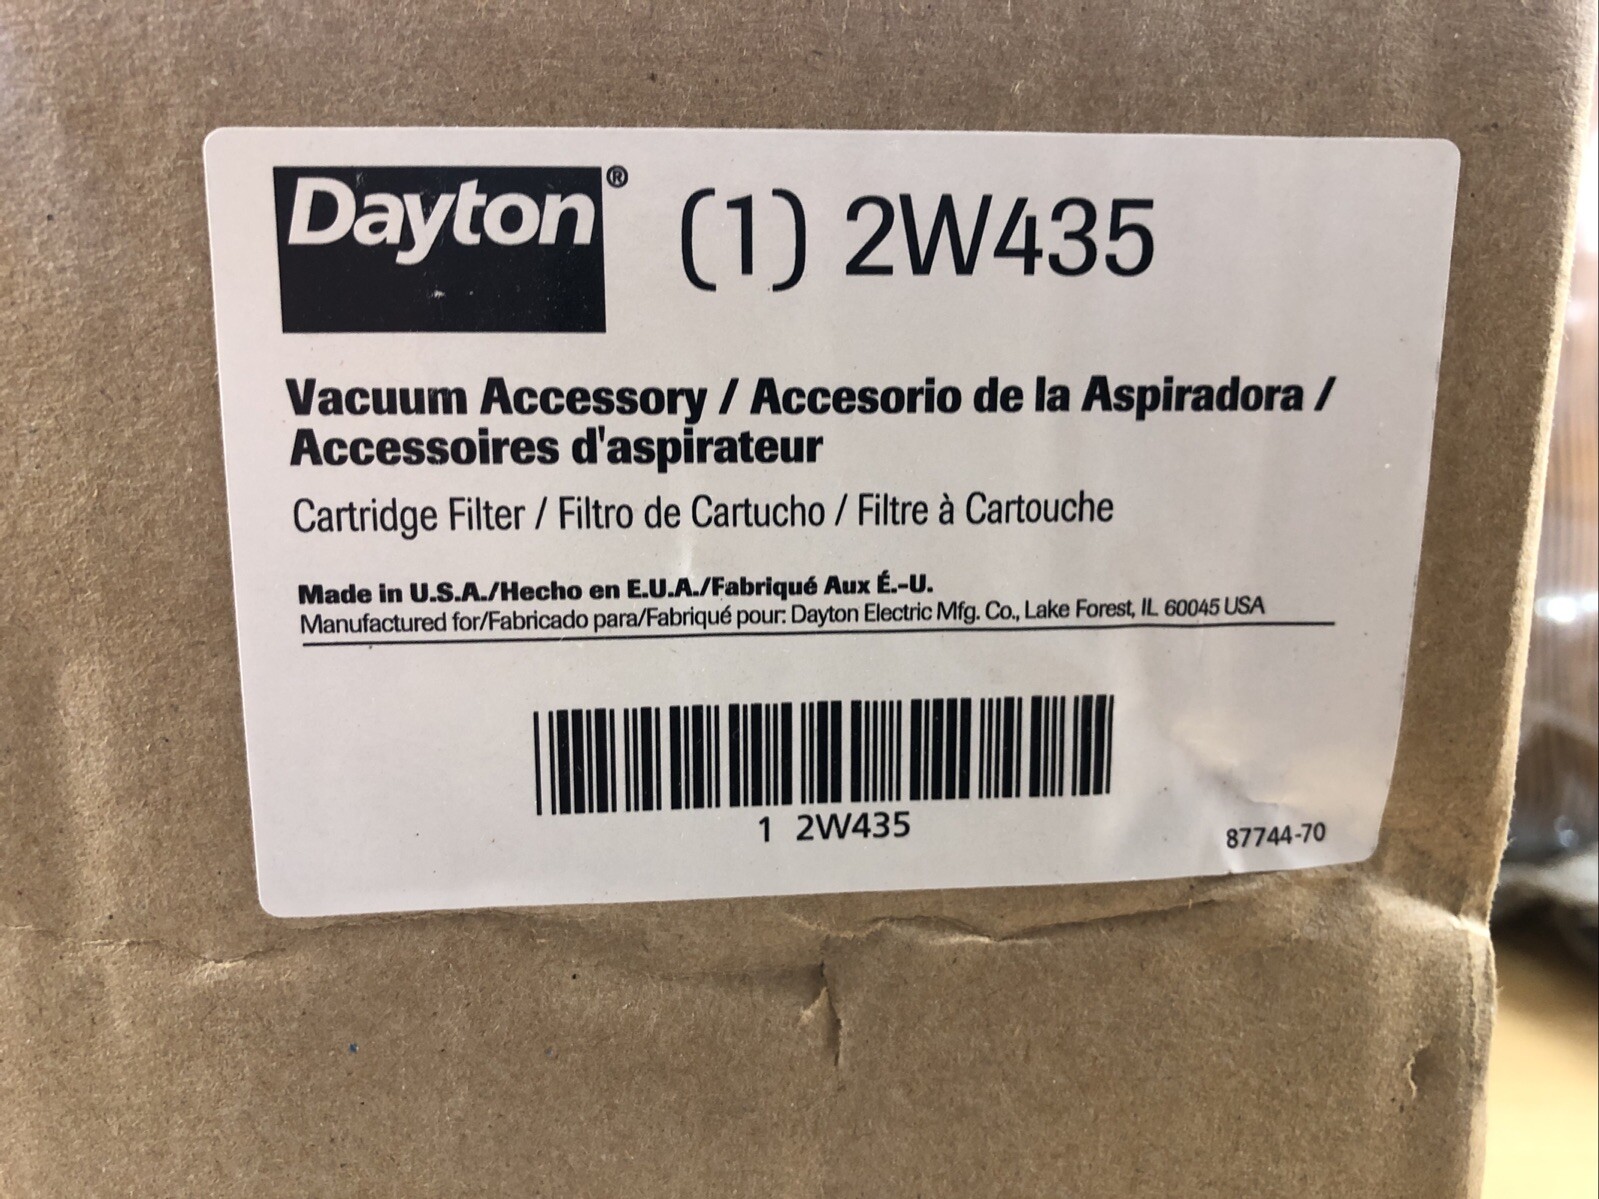 Dayton® (1) 2W435
Vacuum Accessory / Accesorio de la Aspiradora /
Accessoires d'aspirateur
Cartridge Filter / Filtro de Cartucho / Filtre à Cartouche
Made in U.S.A./Hecho en E.U.A./Fabriqué Aux É.-U.
Manufactured for/Fabricado para/Fabriqué pour: Dayton Electric Mfg. Co., Lake Forest, IL 60045 USA
1 2W435
87744-70